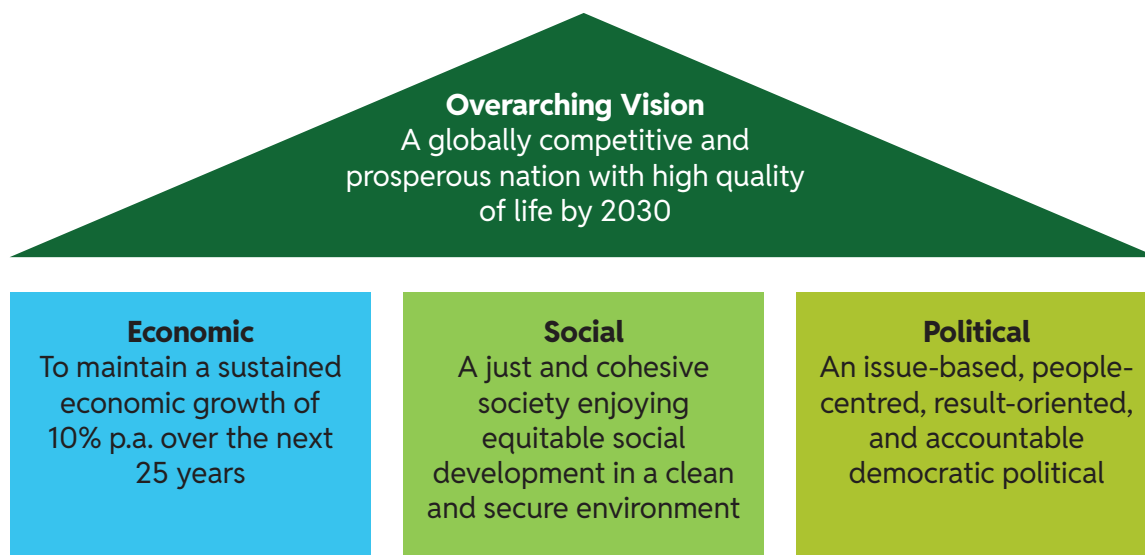 Overarching Vision
A globally competitive and
prosperous nation with high quality
of life by 2030
Economic
To maintain a sustained
economic growth of
10% p.a. over the next
25 years
Social
A just and cohesive
society enjoying
equitable social
development in a clean
and secure environment
Political
An issue-based, people-
centred, result-oriented,
and accountable
democratic political